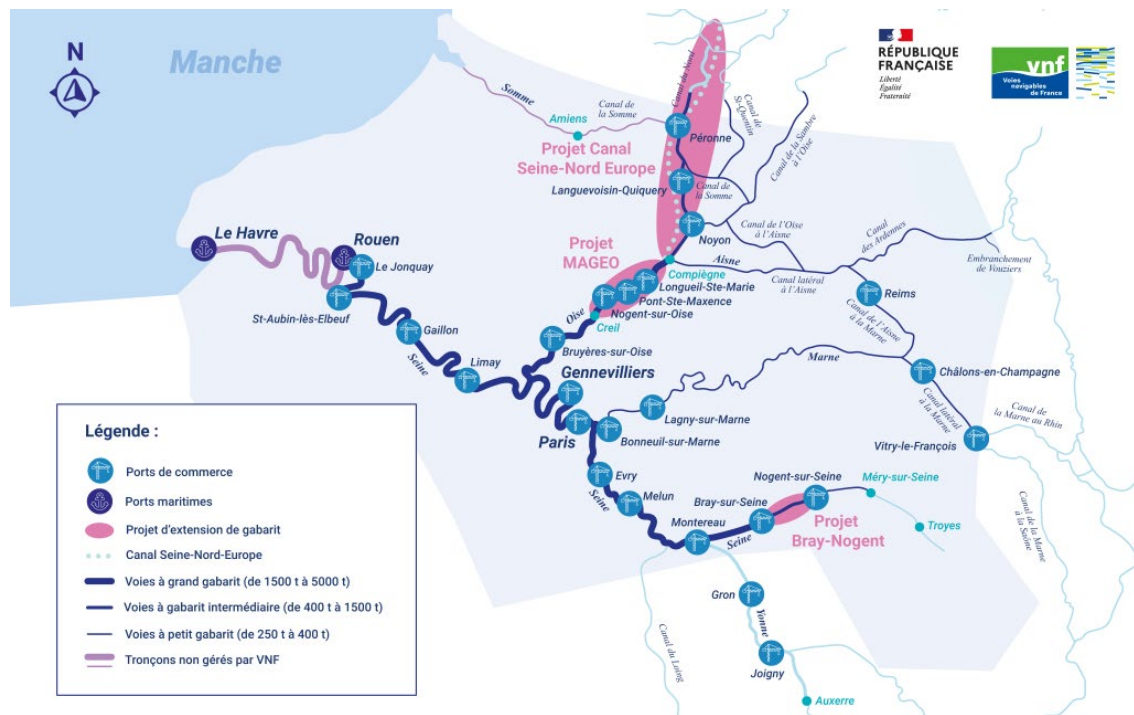 N
Manche
RÉPUBLIQUE
FRANÇAISE
Liberté
Égalité
Fraternité
vnf
Voies
navigables
de France
Canal du Nord
Somme
Canal de
la Somme
Amiens
Péronne
Canal de
St-Quentin
Canal de la Sambre
à l'Oise
Projet Canal
Seine-Nord Europe
Languevoisin-Quiquery
Canal de
la Somme
Noyon
Canal de l'Oise
à l'Aisne
Canal
des Ardennes
Embranchement
de Vouziers
Le Havre
Rouen
Le Jonquay
Projet
MAGEO
Compiègne
Aisne
Canal latéral
à l'Aisne
Longueil-Ste-Marie
Pont-Ste-Maxence
Nogent-sur-Oise
Reims
St-Aubin-lès-Elbeuf
Oise
Creil
Canal de l'Aisne
à la Marne
Gaillon
Bruyères-sur-Oise
Seine
Limay
Marne
Gennevilliers
Châlons-en-Champagne
Lagny-sur-Marne
Canal latéral
à la Marne
Canal de
la Marne au Rhin
Paris
Bonneuil-sur-Marne
Vitry-le-François
Légende :
Ports de commerce
Ports maritimes
Projet d'extension de gabarit
Canal Seine-Nord-Europe
Voies à grand gabarit (de 1500 t à 5000 t)
Voies à gabarit intermédiaire (de 400 t à 1500 t)
Voies à petit gabarit (de 250 t à 400 t)
Tronçons non gérés par VNF
Evry
Seine
Melun
Nogent-sur-Seine
Méry-sur-Seine
Bray-sur-Seine
Montereau
Seine
Projet
Bray-Nogent
Troyes
Canal de la Marne
à la Saône
Gron
Yonne
Canal du Loing
Joigny
Auxerre